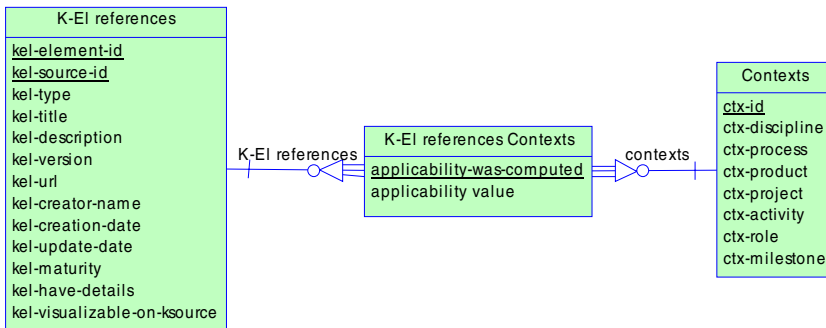 K-El references
kel-element-id
kel-source-id
kel-type
kel-title
kel-description
kel-version
kel-url
kel-creator-name
kel-creation-date
kel-update-date
kel-maturity
kel-have-details
kel-visualizable-on-ksource
K-El references
K-El references Contexts
applicability-was-computed
applicability value
contexts
Contexts
ctx-id
ctx-discipline
ctx-process
ctx-product
ctx-project
ctx-activity
ctx-role
ctx-milestone